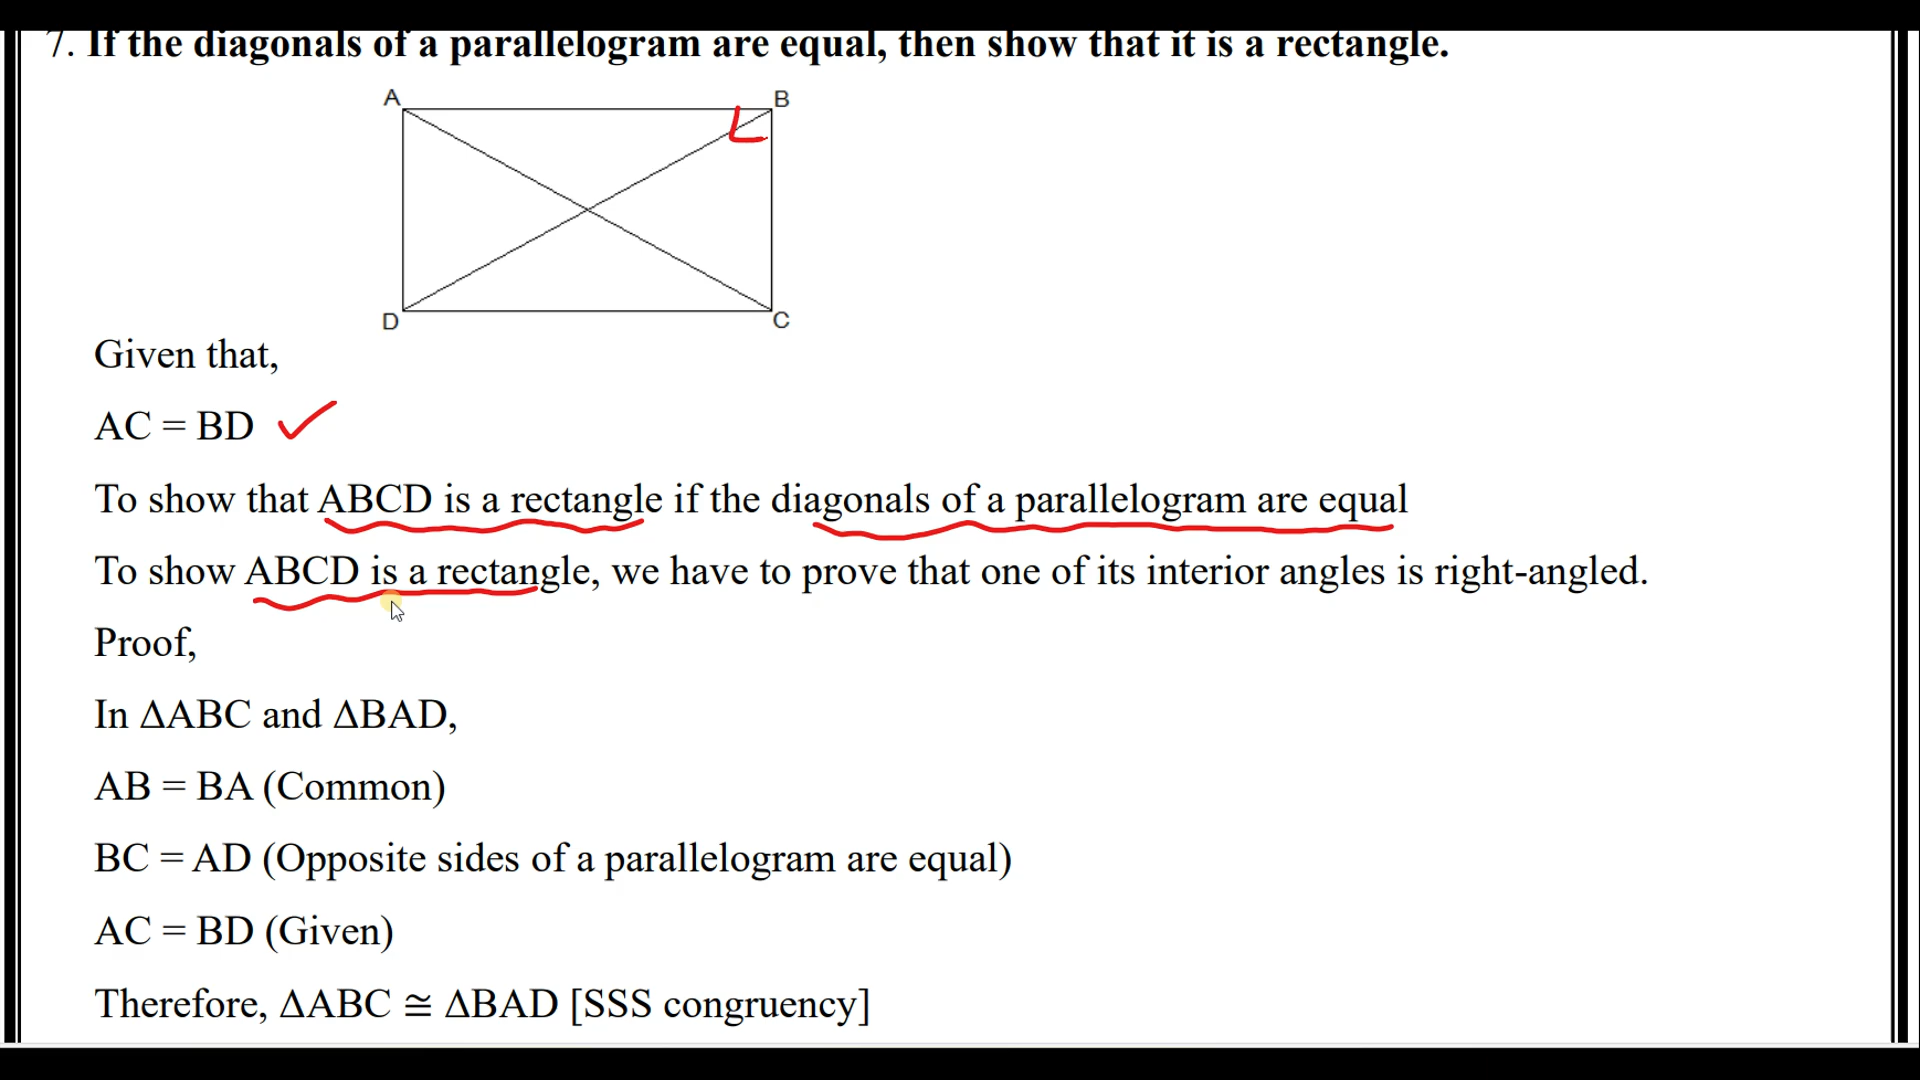 7. If the diagonals of a parallelogram are equal, then show that it is a rectangle.
A B
D C
Given that,
AC = BD
To show that ABCD is a rectangle if the diagonals of a parallelogram are equal
To show ABCD is a rectangle, we have to prove that one of its interior angles is right-angled.
Proof,
In ΔABC and ΔBAD,
AB = BA (Common)
BC = AD (Opposite sides of a parallelogram are equal)
AC = BD (Given)
Therefore, ΔABC ≅ ΔBAD [SSS congruency]